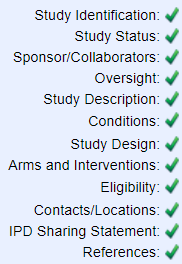 Study Identification:
Study Status:
Sponsor/Collaborators:
Oversight:
Study Description:
Conditions:
Study Design:
Arms and Interventions:
Eligibility:
Contacts/Locations:
IPD Sharing Statement:
References: